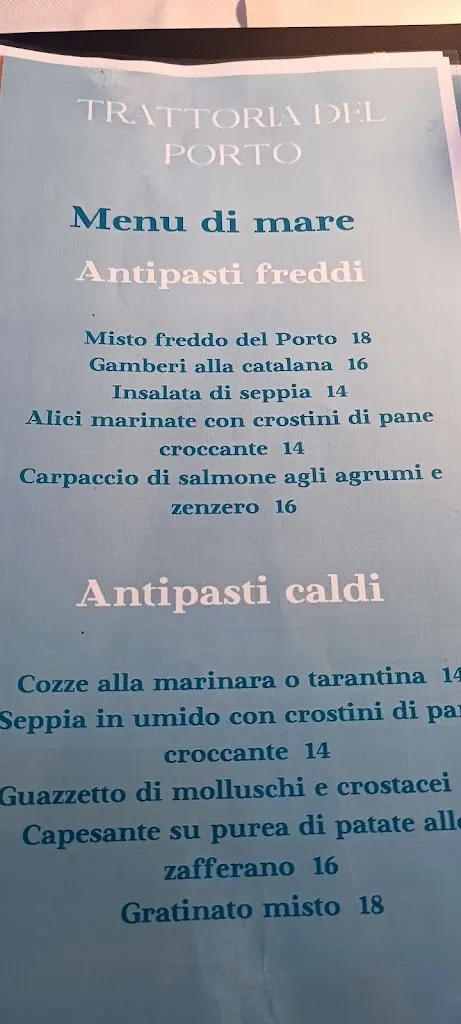 TRATTORIA DEL
PORTO
Menu di mare
Antipasti freddi
Misto freddo del Porto 18
Gamberi alla catalana 16
Insalata di seppia 14
Alici marinate con crostini di pane
croccante 14
Carpaccio di salmone agli agrumi e
zenzero 16
Antipasti caldi
Cozze alla marinara o tarantina 14
Seppia in umido con crostini di pa
croccante 14
Guazzetto di molluschi e crostacei
Capesante su purea di patate all
zafferano 16
Gratinato misto 18